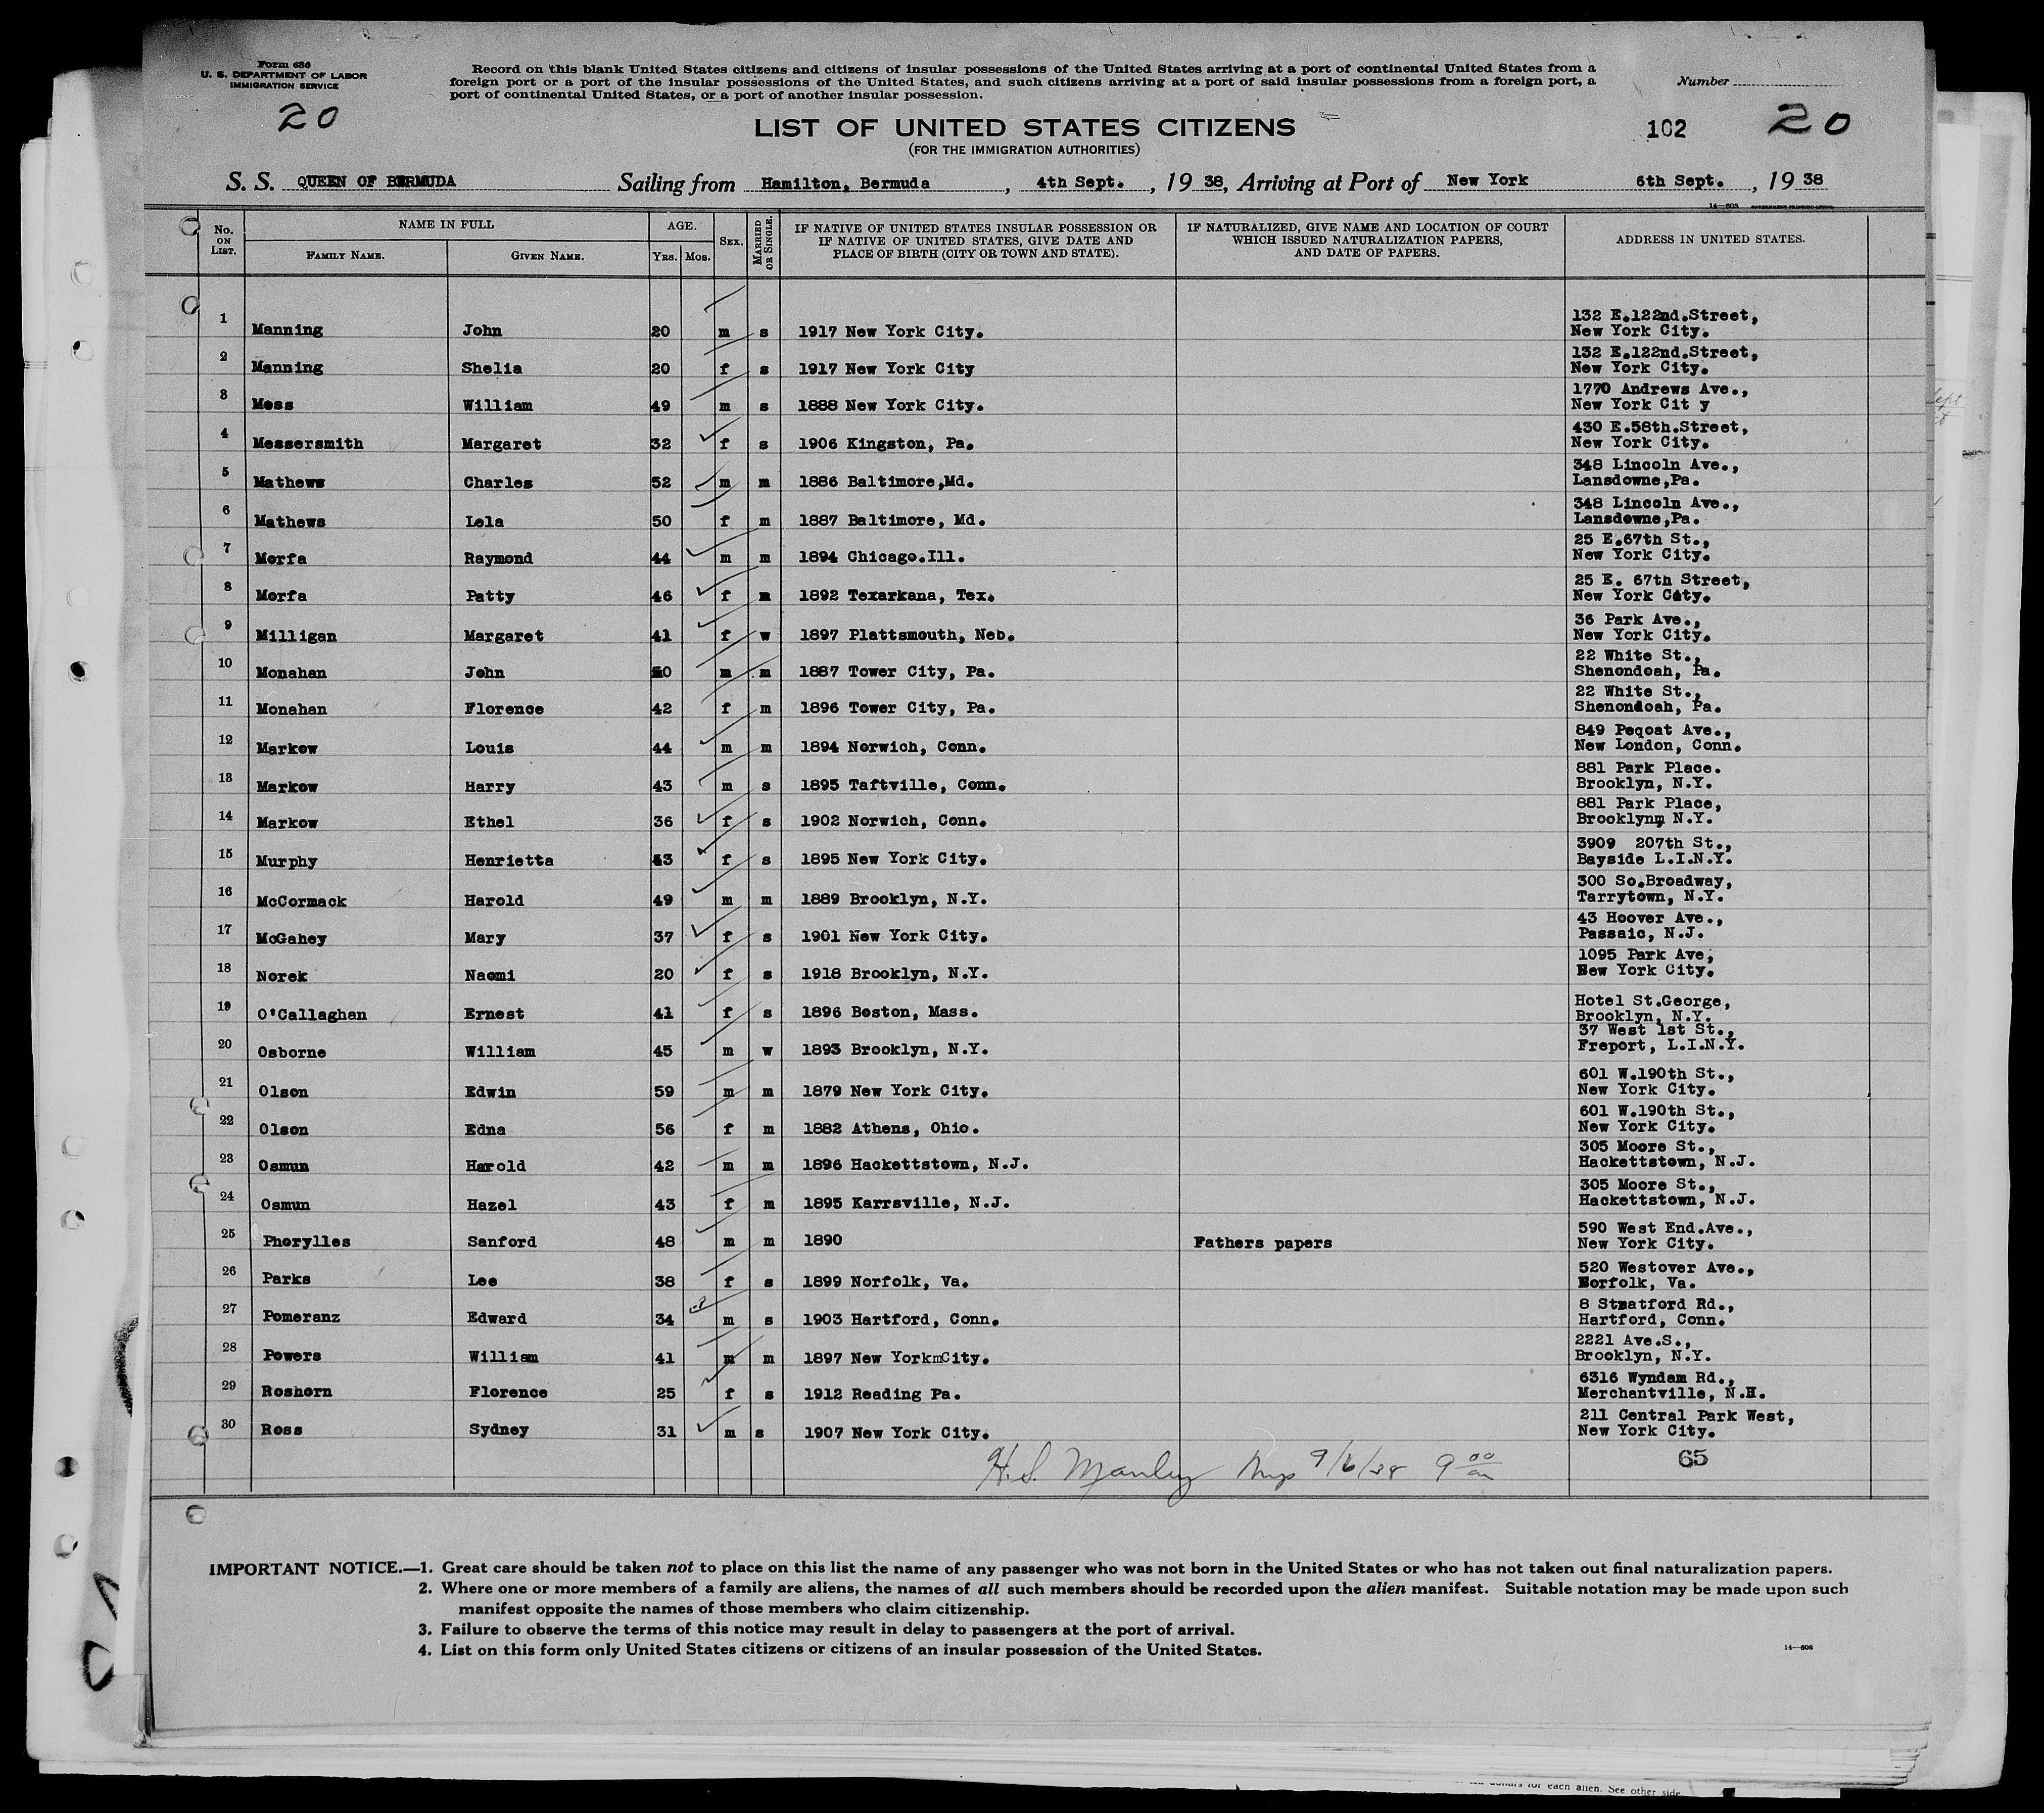 Form 686
U. S. DEPARTMENT OF LABOR
IMMIGRATION SERVICE
20
Record on this blank United States citizens and citizens of insular possessions of the United States arriving at a port of continental United States from a
foreign port or a port of the insular possessions of the United States, and such citizens arriving at a port of said insular possessions from a foreign port, a
port of continental United States, or a port of another insular possession.
Number
LIST OF UNITED STATES CITIZENS
(FOR THE IMMIGRATION AUTHORITIES)
102 20
S. S. QUEEN OF BERMUDA Sailing from Hamilton, Bermuda, 4th Sept., 19 38, Arriving at Port of New York 6th Sept., 19 38
14—608
No. ON LIST. NAME IN FULL AGE. SEX. MARRIED OR SINGLE. IF NATIVE OF UNITED STATES INSULAR POSSESSION OR IF NATIVE OF UNITED STATES, GIVE DATE AND PLACE OF BIRTH (CITY OR TOWN AND STATE). IF NATURALIZED, GIVE NAME AND LOCATION OF COURT WHICH ISSUED NATURALIZATION PAPERS, AND DATE OF PAPERS. ADDRESS IN UNITED STATES.
FAMILY NAME. GIVEN NAME. YRS. MOS.
1 Manning John 20 m s 1917 New York City. 132 E.122nd.Street, New York City.
2 Manning Shelia 20 f s 1917 New York City 132 E.122nd.Street, New York City.
3 Moss William 49 m s 1888 New York City. 1770 Andrews Ave., New York Cit y
4 Messersmith Margaret 32 f s 1906 Kingston, Pa. 430 E.58th.Street, New York City.
5 Mathews Charles 52 m m 1886 Baltimore,Md. 348 Lincoln Ave., Lansdowne,Pa.
6 Mathews Lela 50 f m 1887 Baltimore, Md. 348 Lincoln Ave., Lansdowne,Pa.
7 Morfa Raymond 44 m m 1894 Chicago.Ill. 25 E.67th St., New York City.
8 Morfa Patty 46 f m 1892 Texarkana, Tex. 25 E. 67th Street, New York City.
9 Milligan Margaret 41 f w 1897 Plattsmouth, Neb. 36 Park Ave., New York City.
10 Monahan John 50 m m 1887 Tower City, Pa. 22 White St., Shenondoah, Pa.
11 Monahan Florence 42 f m 1896 Tower City, Pa. 22 White St., Shenondoah, Pa.
12 Markow Louis 44 m m 1894 Norwich, Conn. 849 Peqoat Ave., New London, Conn.
13 Markow Harry 43 m s 1895 Taftville, Conn. 881 Park Place. Brooklyn, N.Y.
14 Markow Ethel 36 f s 1902 Norwich, Conn. 881 Park Place, Brooklynm N.Y.
15 Murphy Henrietta 43 f s 1895 New York City. 3909 207th St., Bayside L.I.N.Y.
16 McCormack Harold 49 m m 1889 Brooklyn, N.Y. 300 So.Broadway, Tarrytown, N.Y.
17 McGahey Mary 37 f s 1901 New York City. 43 Hoover Ave., Passaic, N.J.
18 Norek Naomi 20 f s 1918 Brooklyn, N.Y. 1095 Park Ave, New York City.
19 O'Callaghan Ernest 41 f s 1896 Boston, Mass. Hotel St.George, Brooklyn, N.Y.
20 Osborne William 45 m w 1893 Brooklyn, N.Y. 37 West 1st St., Freport, L.I.N.Y.
21 Olson Edwin 59 m m 1879 New York City. 601 W.190th St., New York City.
22 Olson Edna 56 f m 1882 Athens, Ohio. 601 W.190th St., New York City.
23 Osmun Harold 42 m m 1896 Hackettstown, N.J. 305 Moore St., Hackettstown, N.J.
24 Osmun Hazel 43 f m 1895 Karrsville, N.J. 305 Moore St., Hackettstown, N.J.
25 Phorylles Sanford 48 m m 1890 Fathers papers 590 West End.Ave., New York City.
26 Parks Lee 38 f s 1899 Norfolk, Va. 520 Westover Ave., Norfolk, Va.
27 Pomeranz Edward 34 m s 1903 Hartford, Conn. 8 Stratford Rd., Hartford, Conn.
28 Powers William 41 m m 1897 New YorkmCity. 2221 Ave.S., Brooklyn, N.Y.
29 Roshorn Florence 25 f s 1912 Reading Pa. 6316 Wyndam Rd., Merchantville, N.H.
30 Ross Sydney 31 m s 1907 New York City. 211 Central Park West, New York City.
H.S. Manley Insp 9/6/38 9 00 am
65
IMPORTANT NOTICE.—1. Great care should be taken not to place on this list the name of any passenger who was not born in the United States or who has not taken out final naturalization papers.
2. Where one or more members of a family are aliens, the names of all such members should be recorded upon the alien manifest. Suitable notation may be made upon such
manifest opposite the names of those members who claim citizenship.
3. Failure to observe the terms of this notice may result in delay to passengers at the port of arrival.
4. List on this form only United States citizens or citizens of an insular possession of the United States.
14—608
for each alien. See other side